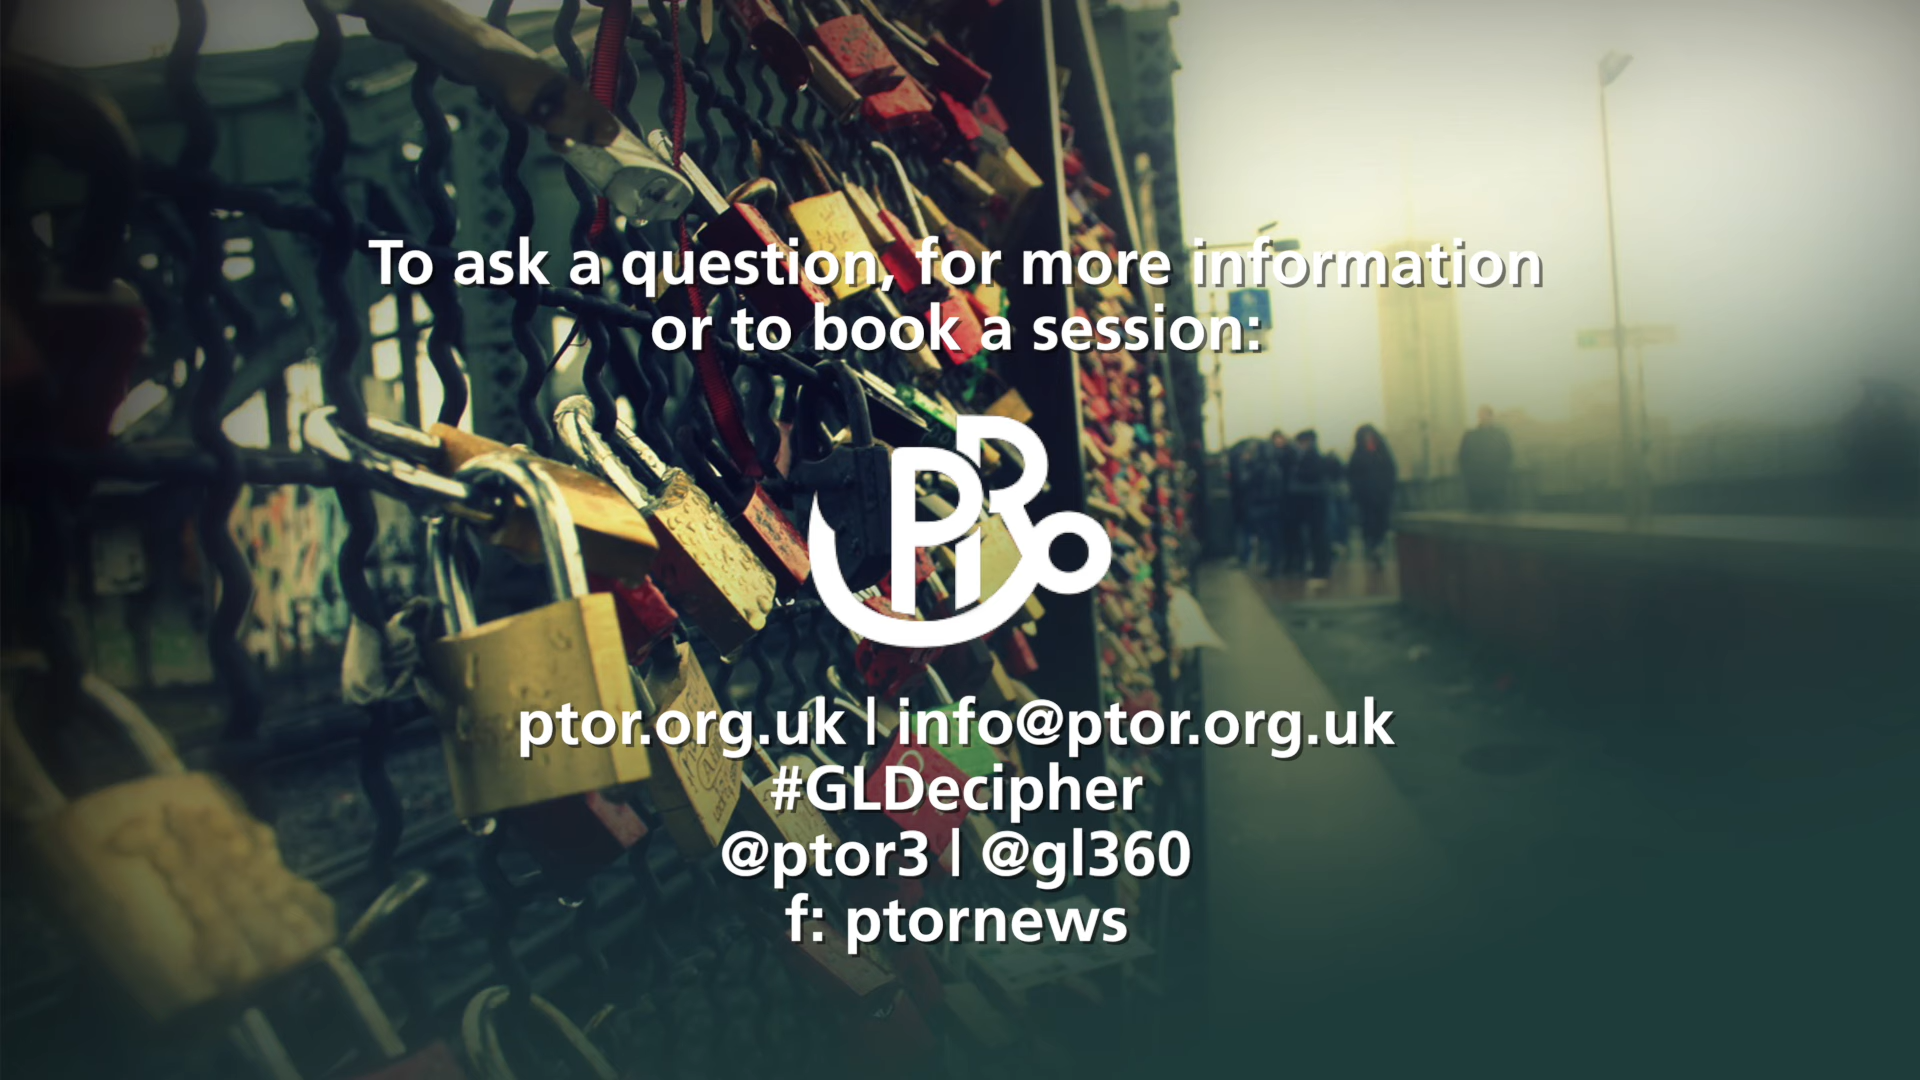 To ask a question, for more information
or to book a session:
ptor.org.uk | info@ptor.org.uk
#GLDecipher
@ptor3 | @gl360
f: ptornews